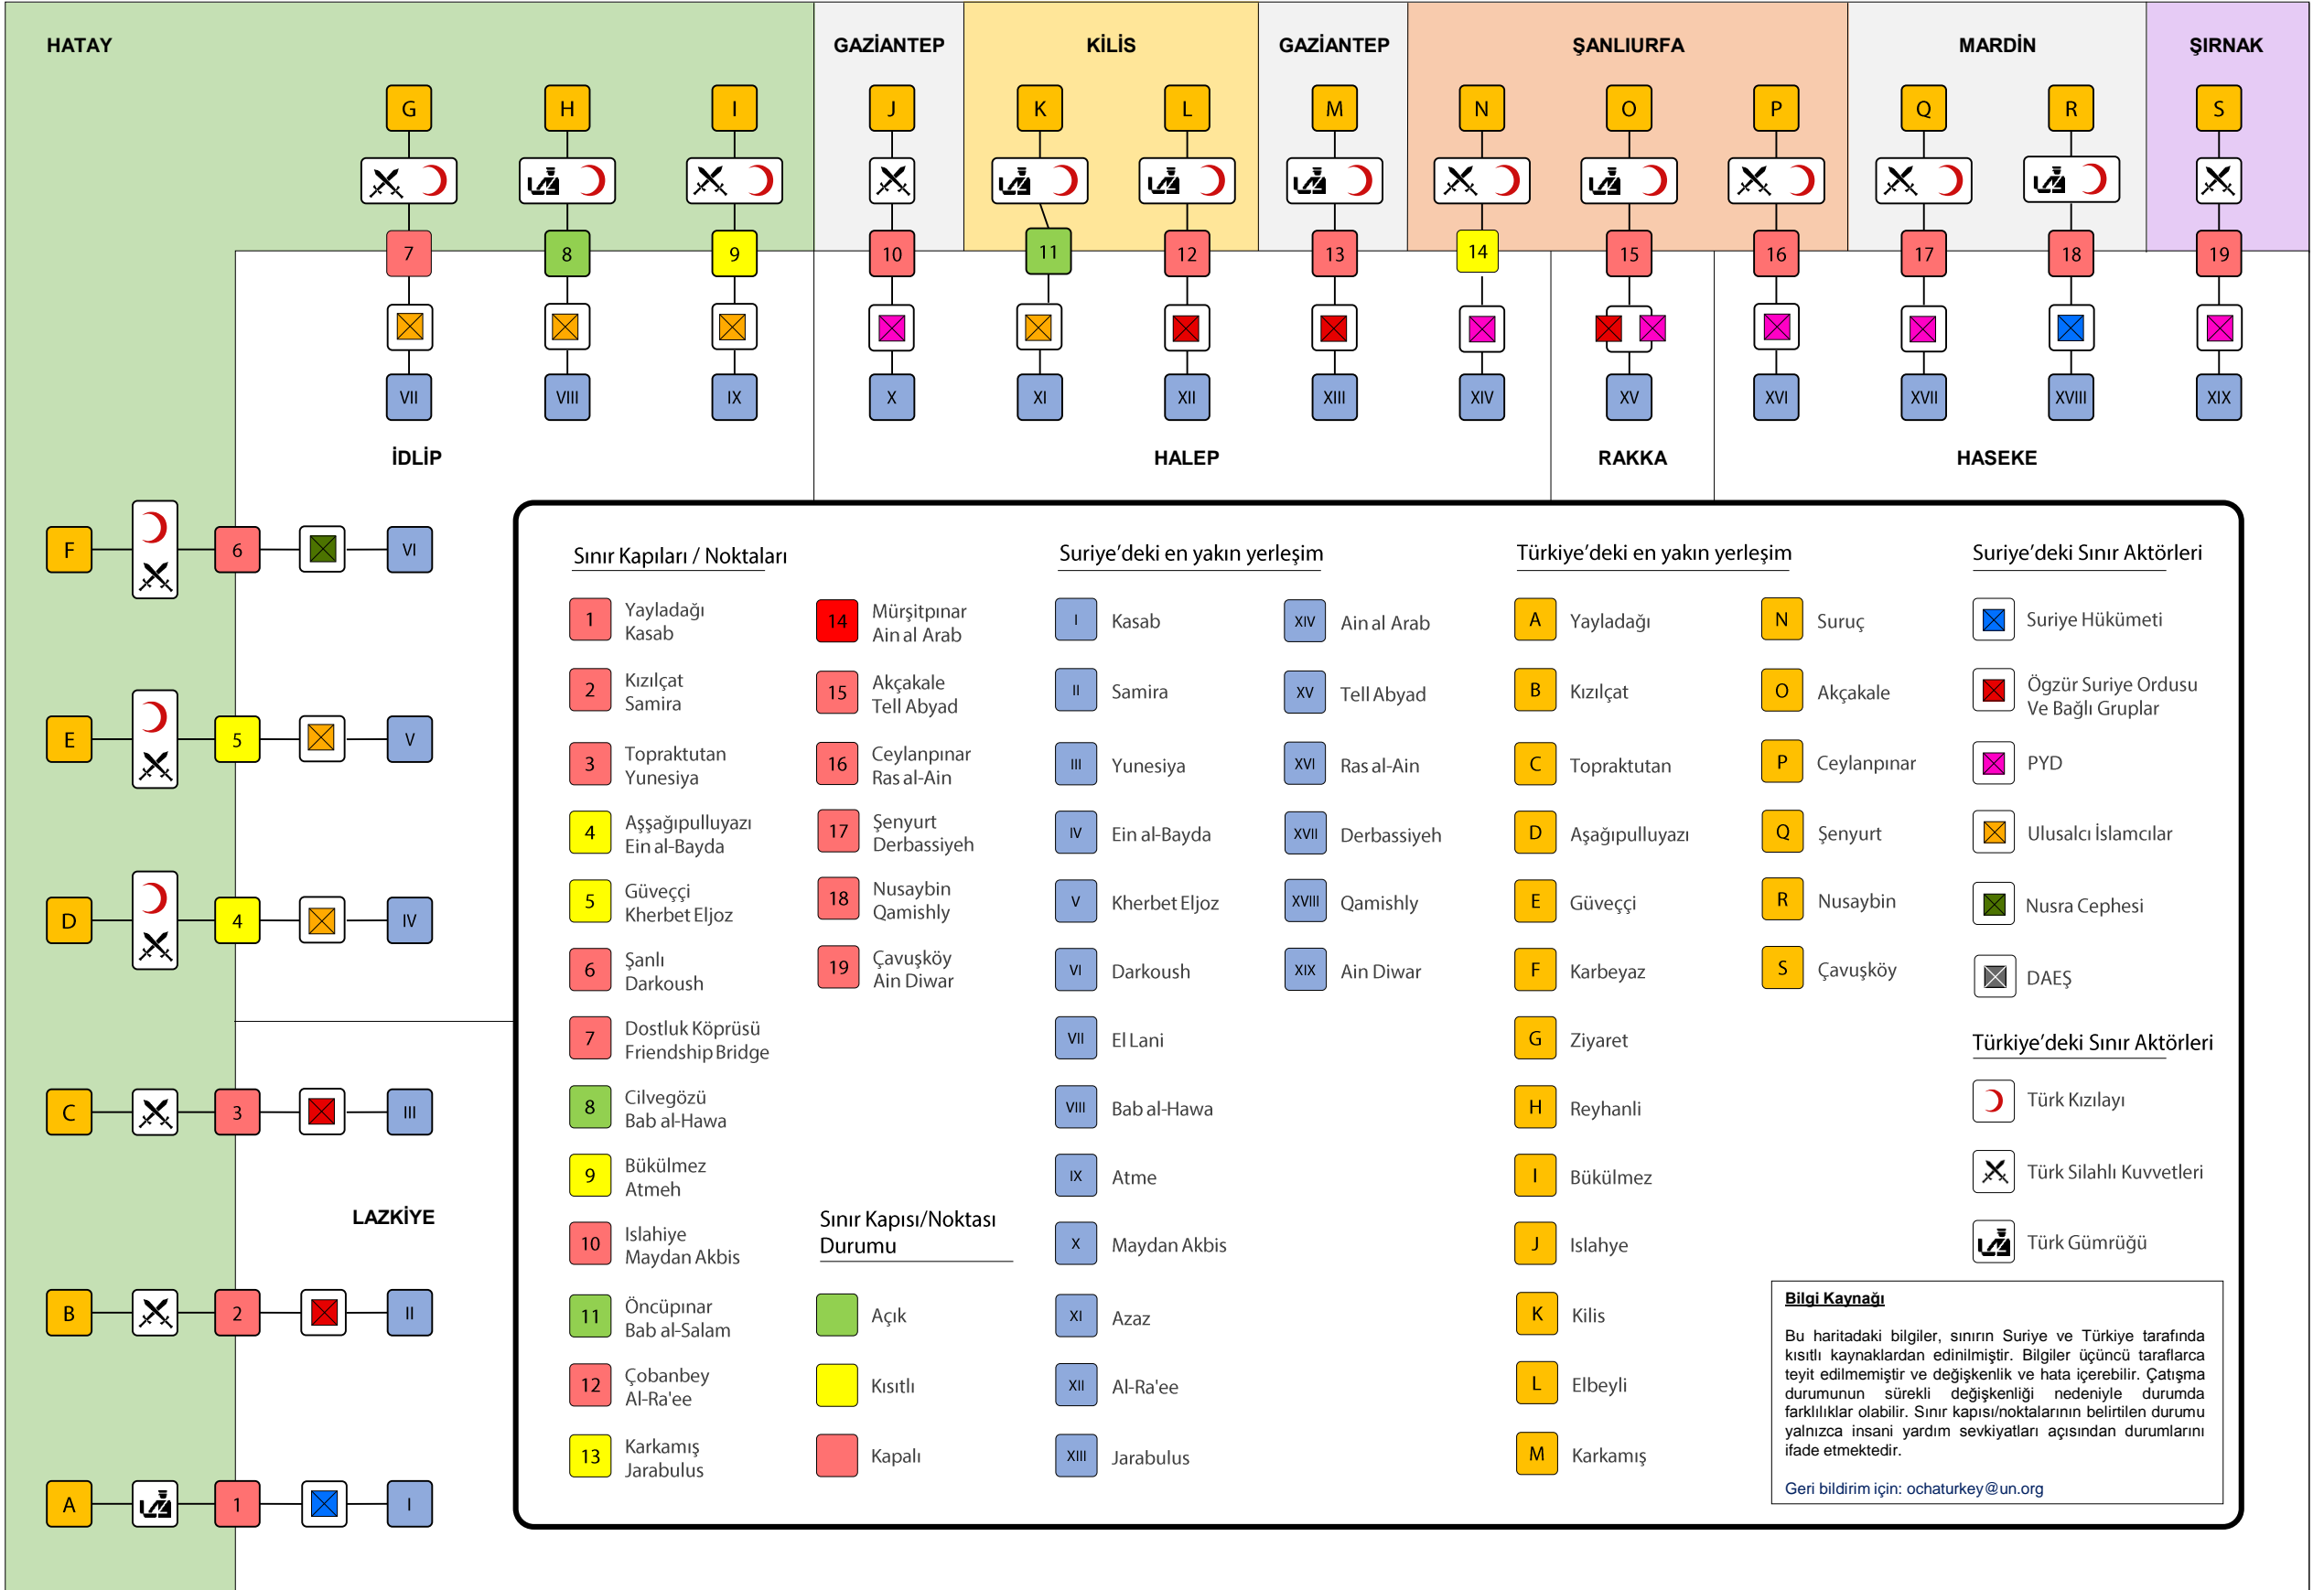 HATAY
GAZİANTEP
KİLİS
GAZİANTEP
ŞANLIURFA
MARDİN
ŞIRNAK
G
H
I
J
K
L
M
N
O
P
Q
R
S
7
8
9
10
11
12
13
14
15
16
17
18
19
VII
VIII
IX
X
XI
XII
XIII
XIV
XV
XVI
XVII
XVIII
XIX
İDLİP
HALEP
RAKKA
HASEKE
F
6
VI
E
5
V
D
4
IV
C
3
III
LAZKİYE
B
2
II
A
1
I
Sınır Kapıları / Noktaları
1
Yayladağı
Kasab
2
Kızılçat
Samira
3
Topraktutan
Yunesiya
4
Aşşağıpulluyazı
Ein al-Bayda
5
Güveççi
Kherbet Eljoz
6
Şanlı
Darkoush
7
Dostluk Köprüsü
Friendship Bridge
8
Cilvegözü
Bab al-Hawa
9
Bükülmez
Atmeh
10
Islahiye
Maydan Akbis
11
Öncüpınar
Bab al-Salam
12
Çobanbey
Al-Ra'ee
13
Karkamış
Jarabulus
14
Mürşitpınar
Ain al Arab
15
Akçakale
Tell Abyad
16
Ceylanpınar
Ras al-Ain
17
Şenyurt
Derbassiyeh
18
Nusaybin
Qamishly
19
Çavuşköy
Ain Diwar
Sınır Kapısı/Noktası
Durumu
Açık
Kısıtlı
Kapalı
Suriye'deki en yakın yerleşim
I
Kasab
II
Samira
III
Yunesiya
IV
Ein al-Bayda
V
Kherbet Eljoz
VI
Darkoush
VII
El Lani
VIII
Bab al-Hawa
IX
Atme
X
Maydan Akbis
XI
Azaz
XII
Al-Ra'ee
XIII
Jarabulus
XIV
Ain al Arab
XV
Tell Abyad
XVI
Ras al-Ain
XVII
Derbassiyeh
XVIII
Qamishly
XIX
Ain Diwar
Türkiye'deki en yakın yerleşim
A
Yayladağı
B
Kızılçat
C
Topraktutan
D
Aşağıpulluyazı
E
Güveççi
F
Karbeyaz
G
Ziyaret
H
Reyhanli
I
Bükülmez
J
Islahye
K
Kilis
L
Elbeyli
M
Karkamış
N
Suruç
O
Akçakale
P
Ceylanpınar
Q
Şenyurt
R
Nusaybin
S
Çavuşköy
Suriye'deki Sınır Aktörleri
Suriye Hükümeti
Ögzür Suriye Ordusu
Ve Bağlı Gruplar
PYD
Ulusalcı İslamcılar
Nusra Cephesi
DAEŞ
Türkiye'deki Sınır Aktörleri
Türk Kızılayı
Türk Silahlı Kuvvetleri
Türk Gümrüğü
Bilgi Kaynağı
Bu haritadaki bilgiler, sınırın Suriye ve Türkiye tarafında
kısıtlı kaynaklardan edinilmiştir. Bilgiler üçüncü taraflarca
teyit edilmemiştir ve değişkenlik ve hata içerebilir. Çatışma
durumunun sürekli değişkenliği nedeniyle durumda
farklılıklar olabilir. Sınır kapısı/noktalarının belirtilen durumu
yalnızca insani yardım sevkiyatları açısından durumlarını
ifade etmektedir.
Geri bildirim için: ochaturkey@un.org